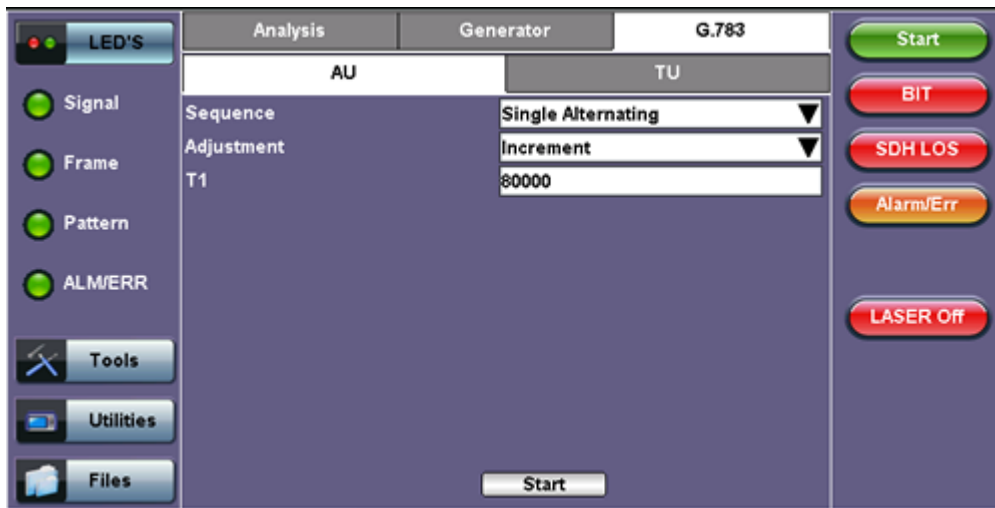 LED'S
Signal
Frame
Pattern
ALM/ERR
Tools
Utilities
Files
Analysis Generator G.783
AU TU
Sequence Single Alternating
Adjustment Increment
T1 80000
Start
Start
BIT
SDH LOS
Alarm/Err
LASER Off